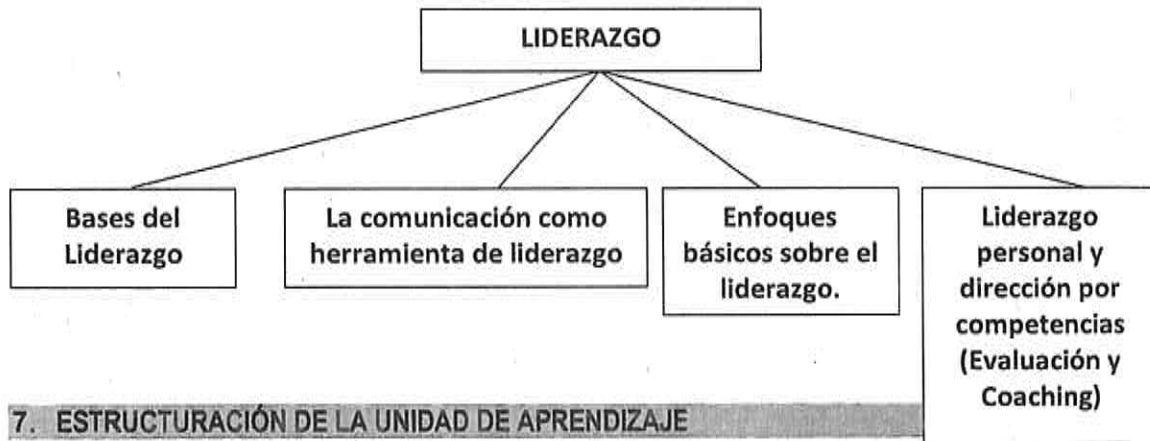 LIDERAZGO
Bases del
Liderazgo
La comunicación como
herramienta de liderazgo
Enfoques
básicos sobre el
liderazgo.
Liderazgo
personal y
dirección por
competencias
(Evaluación y
Coaching)
7. ESTRUCTURACIÓN DE LA UNIDAD DE APRENDIZAJE